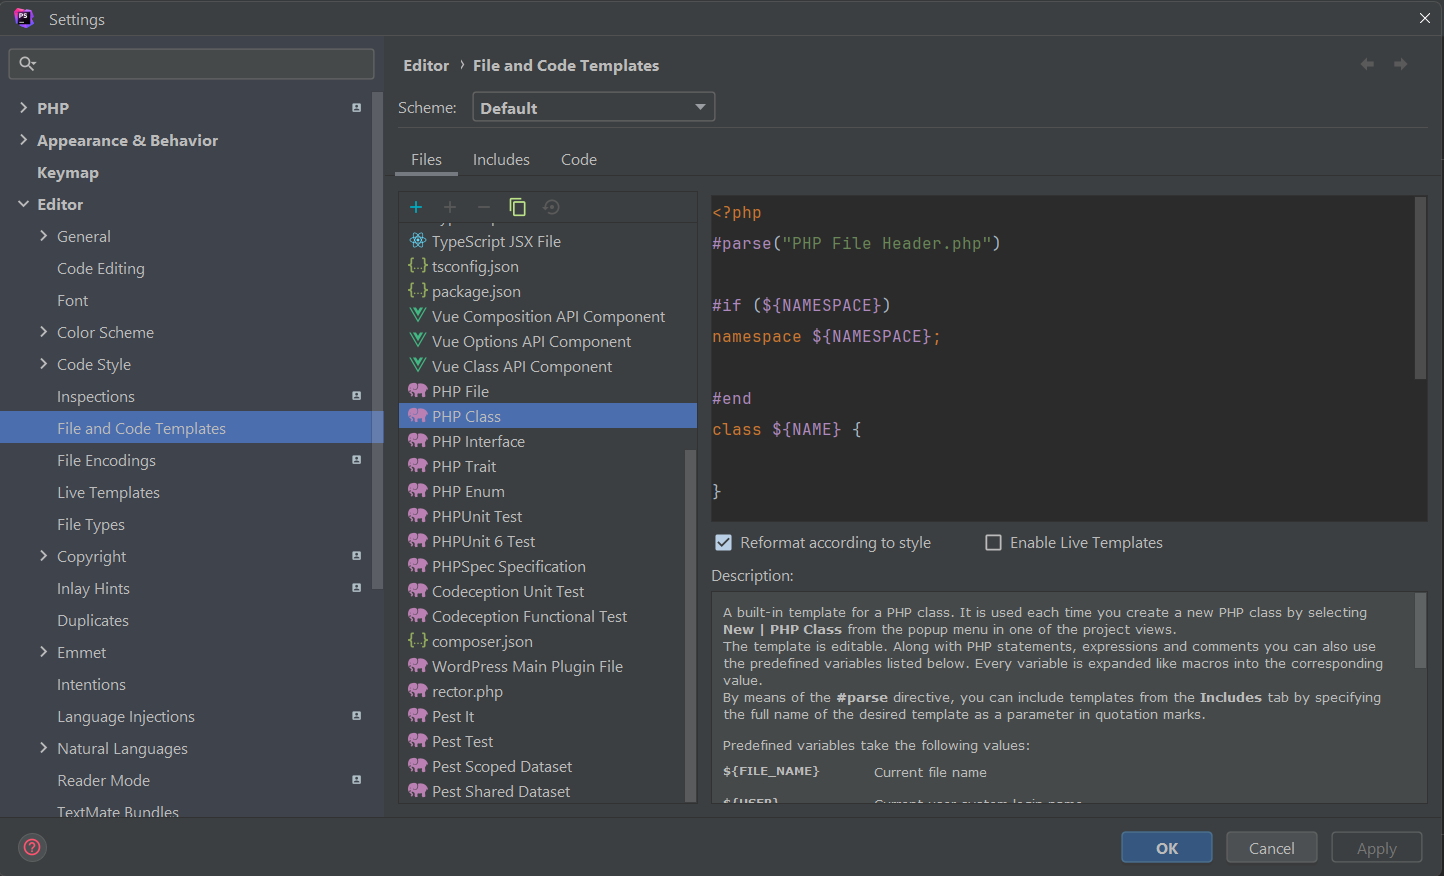 PS
Settings
PHP
Appearance & Behavior
Keymap
Editor
General
Code Editing
Font
Color Scheme
Code Style
Inspections
File and Code Templates
File Encodings
Live Templates
File Types
Copyright
Inlay Hints
Duplicates
Emmet
Intentions
Language Injections
Natural Languages
Reader Mode
TextMate Bundles
Editor › File and Code Templates
Scheme: Default
Files Includes Code
TypeScript JSX File
tsconfig.json
package.json
Vue Composition API Component
Vue Options API Component
Vue Class API Component
PHP File
PHP Class
PHP Interface
PHP Trait
PHP Enum
PHPUnit Test
PHPUnit 6 Test
PHPSpec Specification
Codeception Unit Test
Codeception Functional Test
composer.json
WordPress Main Plugin File
rector.php
Pest It
Pest Test
Pest Scoped Dataset
Pest Shared Dataset
<?php
#parse("PHP File Header.php")
#if (${NAMESPACE})
namespace ${NAMESPACE};
#end
class ${NAME} {
}
Reformat according to style Enable Live Templates
Description:
A built-in template for a PHP class. It is used each time you create a new PHP class by selecting
New | PHP Class from the popup menu in one of the project views.
The template is editable. Along with PHP statements, expressions and comments you can also use
the predefined variables listed below. Every variable is expanded like macros into the corresponding
value.
By means of the #parse directive, you can include templates from the Includes tab by specifying
the full name of the desired template as a parameter in quotation marks.
Predefined variables take the following values:
${FILE_NAME} Current file name
${USER} Current user system login name
OK Cancel Apply